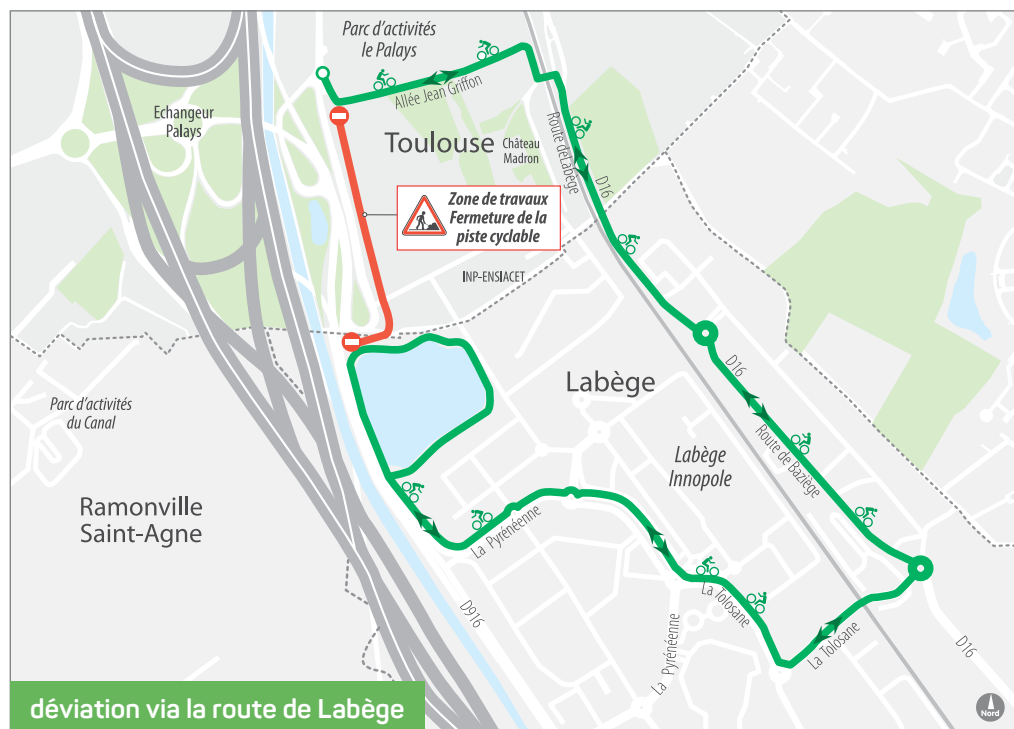 Parc d'activités
le Palays
Allée Jean Griffon
Echangeur
Palays
Toulouse
Château
Madron
Route de Labège
D16
Zone de travaux
Fermeture de la
piste cyclable
INP-ENSIACET
D16
Labège
Parc d'activités
du Canal
Labège
Innopole
Route de Baziège
Ramonville
Saint-Agne
La Pyrénéenne
La Tolosane
D916
La Pyrénéenne
La Tolosane
D16
déviation via la route de Labège
Nord